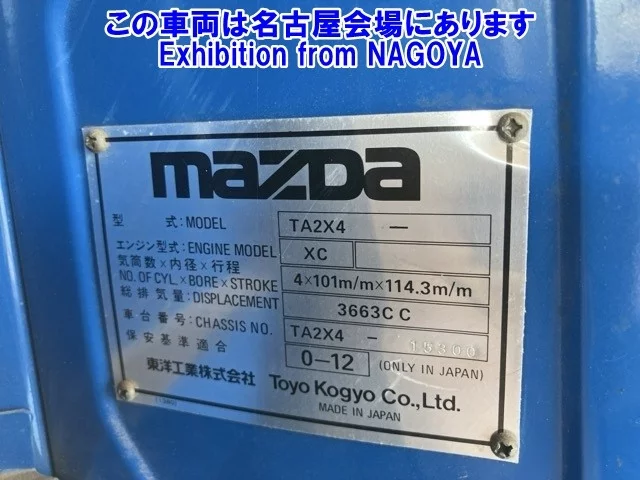 この車両は名古屋会場にあります
Exhibition from NAGOYA
mazda
型 式:MODEL TA2X4 —
エンジン型式:ENGINE MODEL XC
気筒数×内径×行程
NO.OF CYL.×BORE×STROKE 4×101m/m×114.3m/m
総排気量:DISPLACEMENT 3663CC
車台番号:CHASSIS NO. TA2X4 — 15300
保安基準適合 0—12 (ONLY IN JAPAN)
東洋工業株式会社 Toyo Kogyo Co.,Ltd.
MADE IN JAPAN